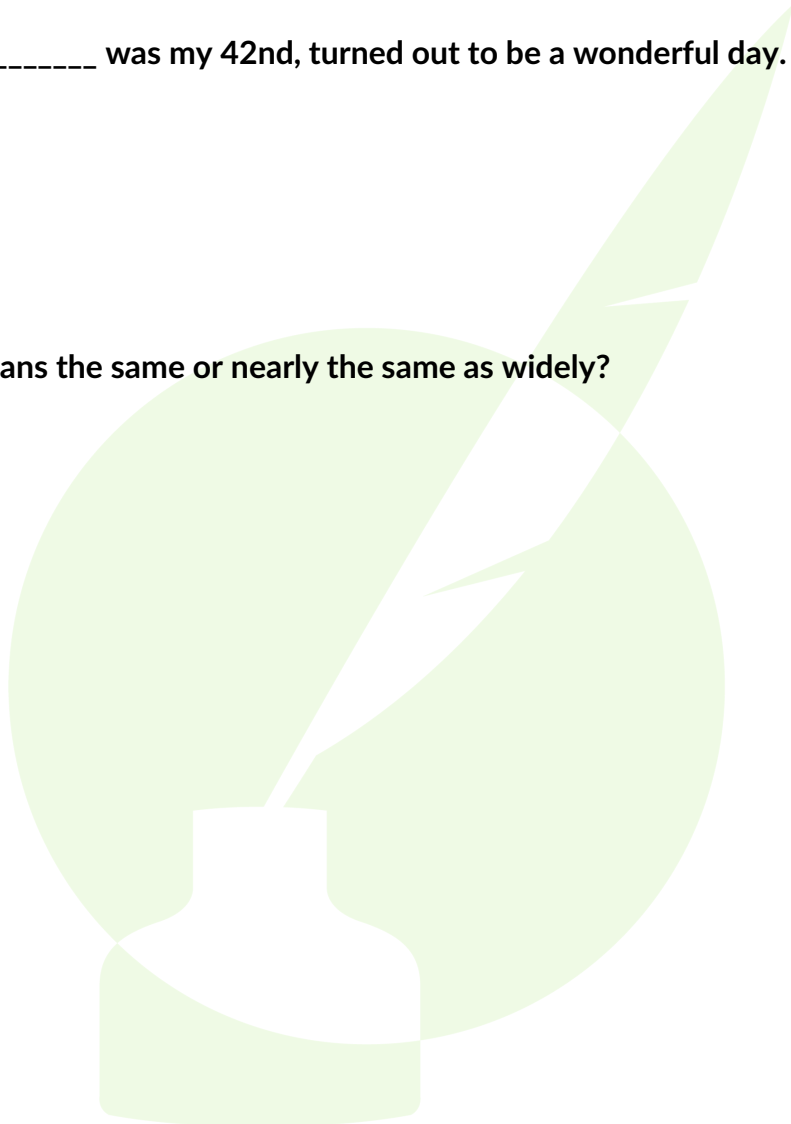 _______ was my 42nd, turned out to be a wonderful day.
ans the same or nearly the same as widely?